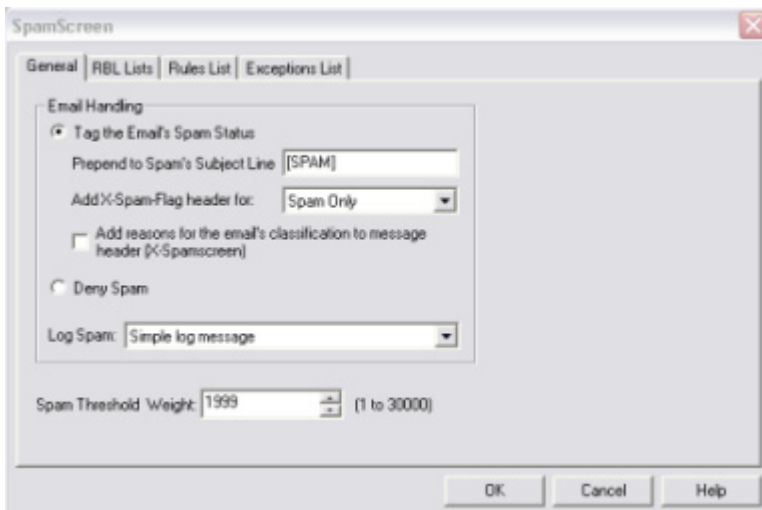 SpamScreen
General RBL Lists Rules List Exceptions List
Email Handling
Tag the Email's Spam Status
Prepend to Spam's Subject Line [SPAM]
Add X-Spam-Flag header for: Spam Only
Add reasons for the email's classification to message
header (X-Spamscreen)
Deny Spam
Log Spam: Simple log message
Spam Threshold Weight: 1999 (1 to 30000)
OK Cancel Help